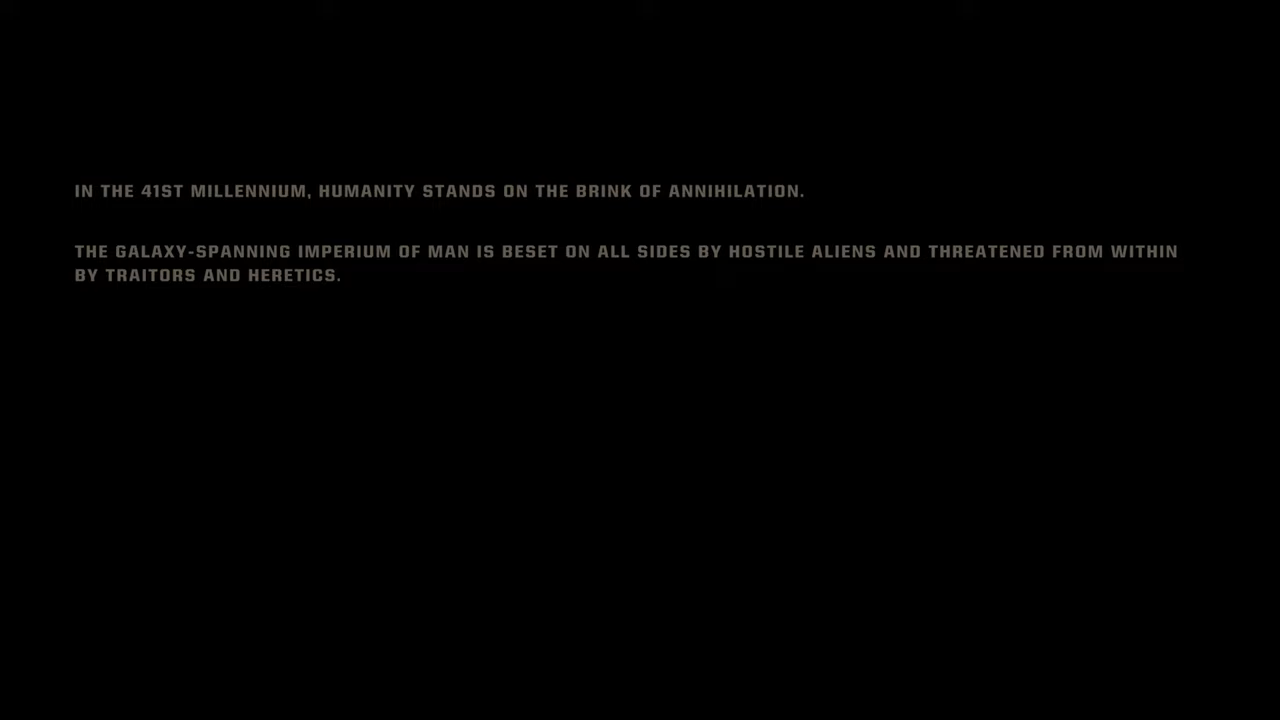 IN THE 41ST MILLENNIUM, HUMANITY STANDS ON THE BRINK OF ANNIHILATION.
THE GALAXY-SPANNING IMPERIUM OF MAN IS BESET ON ALL SIDES BY HOSTILE ALIENS AND THREATENED FROM WITHIN
BY TRAITORS AND HERETICS.